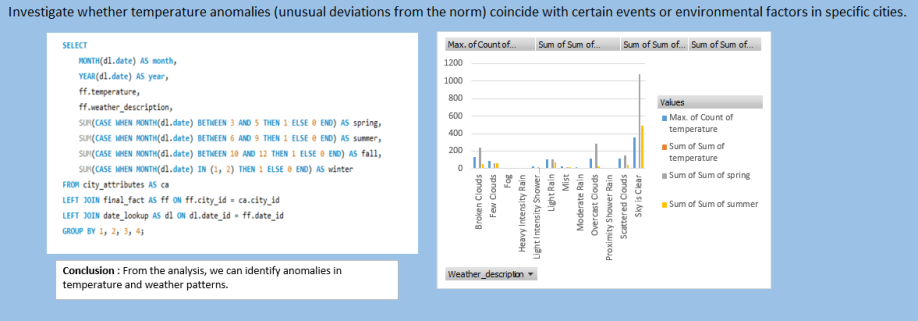 Investigate whether temperature anomalies (unusual deviations from the norm) coincide with certain events or environmental factors in specific cities.
SELECT
MONTH(dl.date) AS month,
YEAR(dl.date) AS year,
ff.temperature,
ff.weather_description,
SUM(CASE WHEN MONTH(dl.date) BETWEEN 3 AND 5 THEN 1 ELSE 0 END) AS spring,
SUM(CASE WHEN MONTH(dl.date) BETWEEN 6 AND 9 THEN 1 ELSE 0 END) AS summer,
SUM(CASE WHEN MONTH(dl.date) BETWEEN 10 AND 12 THEN 1 ELSE 0 END) AS fall,
SUM(CASE WHEN MONTH(dl.date) IN (1, 2) THEN 1 ELSE 0 END) AS winter
FROM city_attributes AS ca
LEFT JOIN final_fact AS ff ON ff.city_id = ca.city_id
LEFT JOIN date_lookup AS dl ON dl.date_id = ff.date_id
GROUP BY 1, 2, 3, 4;
Conclusion : From the analysis, we can identify anomalies in
temperature and weather patterns.
Max. of Count of...
Sum of Sum of...
Sum of Sum of...
Sum of Sum of...
1200
1000
800
600
400
200
0
Broken Clouds
Few Clouds
Fog
Heavy Intensity Rain
Light Intensity Shower...
Light Rain
Mist
Moderate Rain
Overcast Clouds
Proximity Shower Rain
Scattered Clouds
Sky is Clear
Values
Max. of Count of
temperature
Sum of Sum of
temperature
Sum of Sum of spring
Sum of Sum of summer
Weather_description